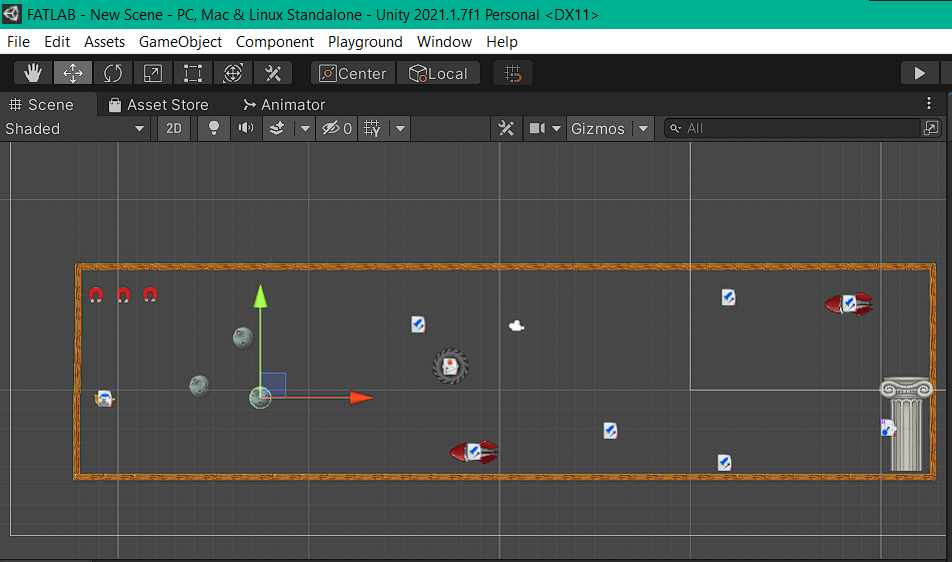 FATLAB - New Scene - PC, Mac & Linux Standalone - Unity 2021.1.7f1 Personal <DX11>
File Edit Assets GameObject Component Playground Window Help
Center Local
Scene Asset Store Animator
Shaded 2D 0 Gizmos All